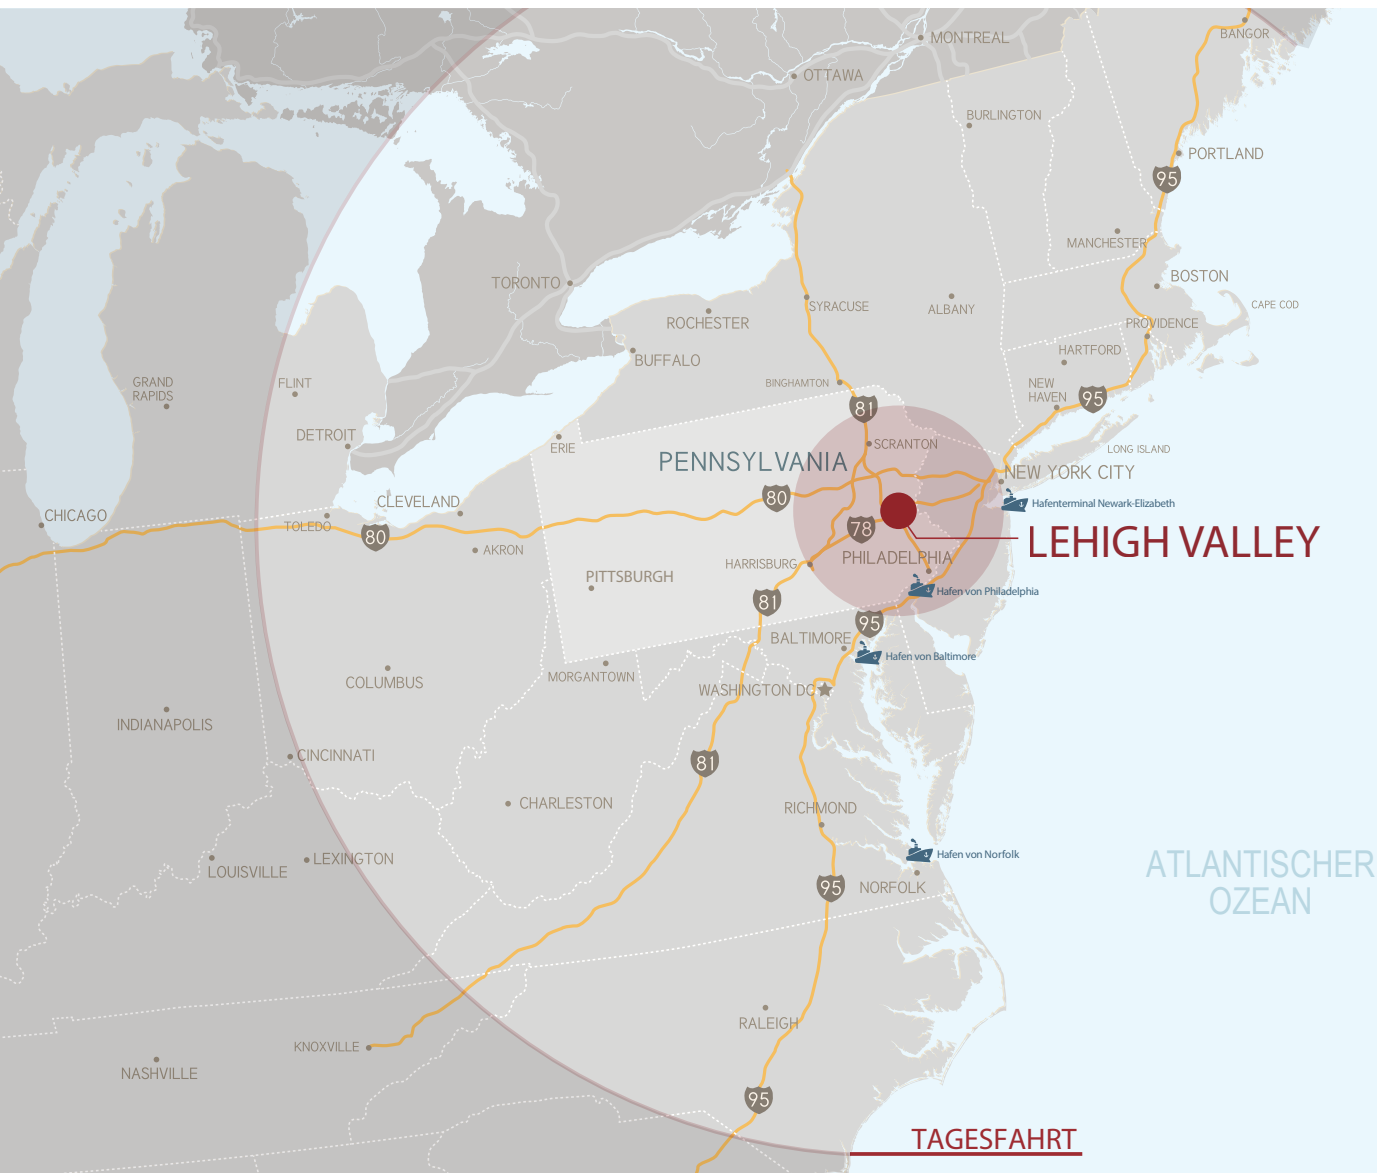 MONTREAL
BANGOR
OTTAWA
BURLINGTON
PORTLAND
95
MANCHESTER
BOSTON
TORONTO
SYRACUSE
ALBANY
CAPE COD
ROCHESTER
PROVIDENCE
HARTFORD
BUFFALO
BINGHAMTON
GRAND
RAPIDS
FLINT
NEW
HAVEN
95
81
DETROIT
ERIE
SCRANTON
LONG ISLAND
PENNSYLVANIA
NEW YORK CITY
CLEVELAND
80
Hafenterminal Newark-Elizabeth
CHICAGO
TOLEDO
80
78
LEHIGH VALLEY
AKRON
HARRISBURG
PHILADELPHIA
PITTSBURGH
Hafen von Philadelphia
81
95
BALTIMORE
Hafen von Baltimore
MORGANTOWN
COLUMBUS
WASHINGTON DC
INDIANAPOLIS
CINCINNATI
81
CHARLESTON
RICHMOND
LEXINGTON
Hafen von Norfolk
LOUISVILLE
95
NORFOLK
ATLANTISCHER
OZEAN
RALEIGH
KNOXVILLE
NASHVILLE
95
TAGESFAHRT